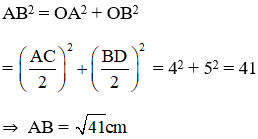 AB² = OA² + OB²
= (AC/2)² + (BD/2)² = 4² + 5² = 41
⇒ AB = √41cm